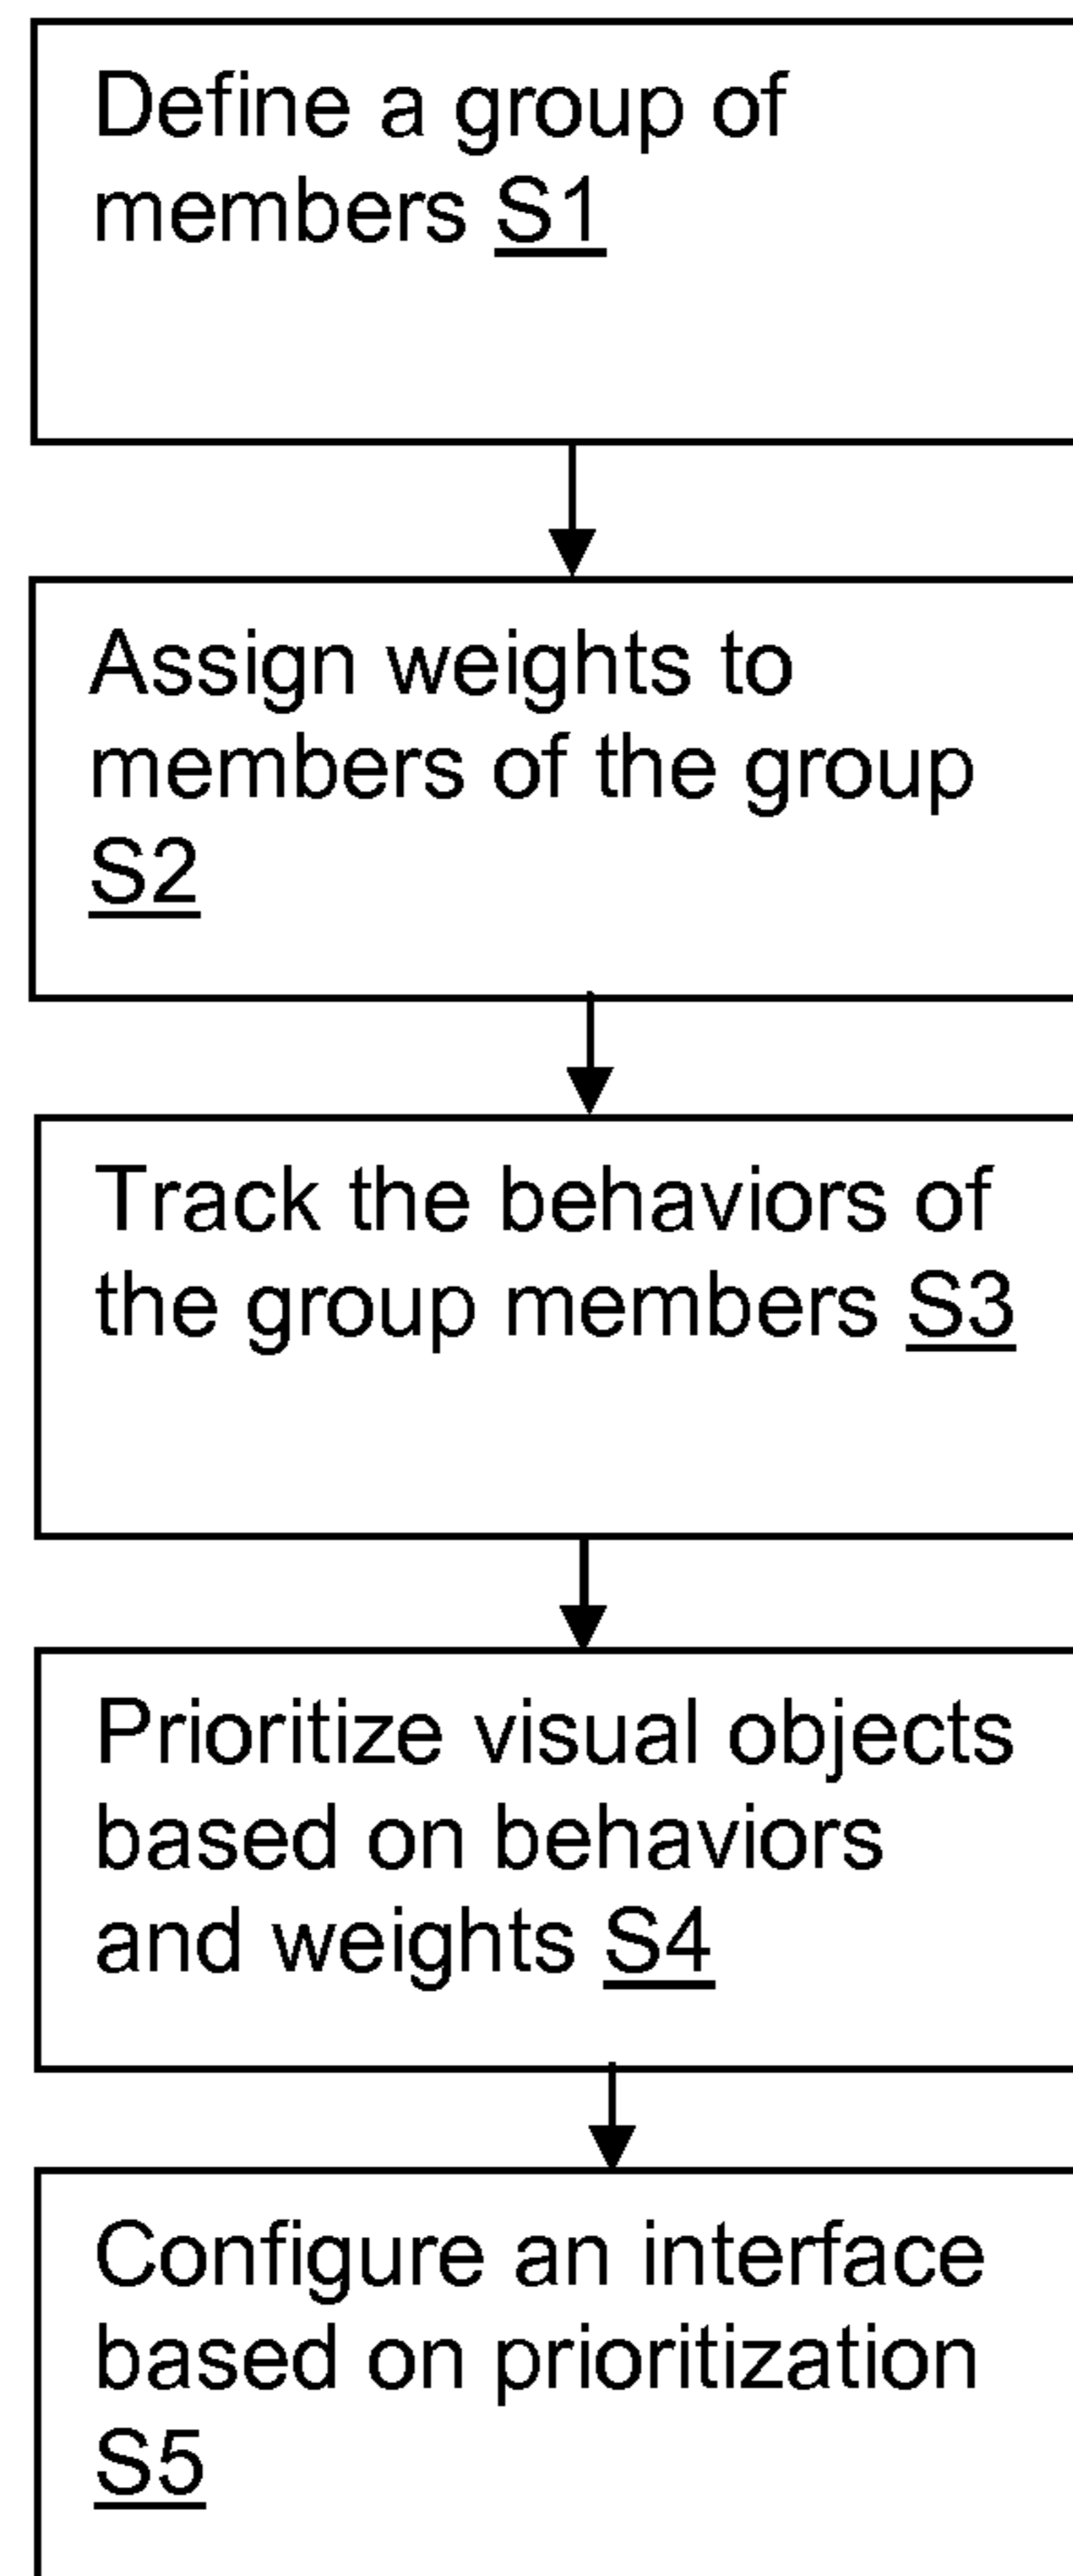 Define a group of
members S1
Assign weights to
members of the group
S2
Track the behaviors of
the group members S3
Prioritize visual objects
based on behaviors
and weights S4
Configure an interface
based on prioritization
S5